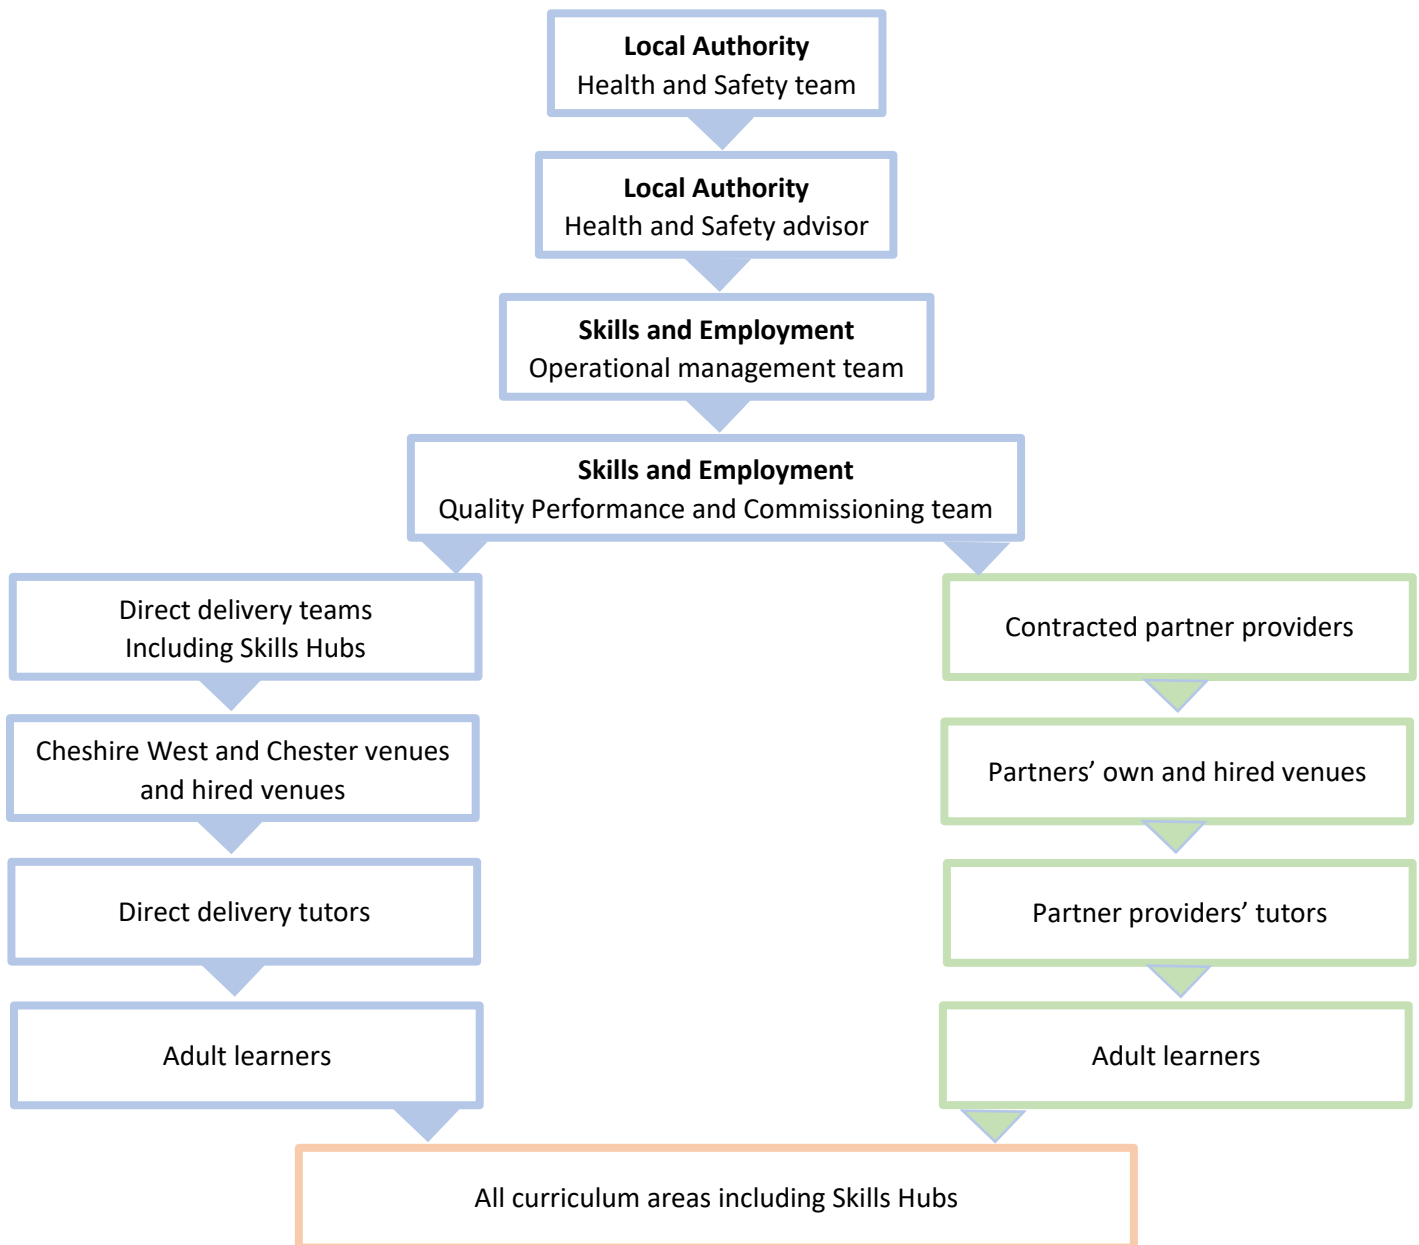 Local Authority
Health and Safety team
Local Authority
Health and Safety advisor
Skills and Employment
Operational management team
Skills and Employment
Quality Performance and Commissioning team
Direct delivery teams
Including Skills Hubs
Contracted partner providers
Cheshire West and Chester venues
and hired venues
Partners’ own and hired venues
Direct delivery tutors
Partner providers’ tutors
Adult learners
Adult learners
All curriculum areas including Skills Hubs